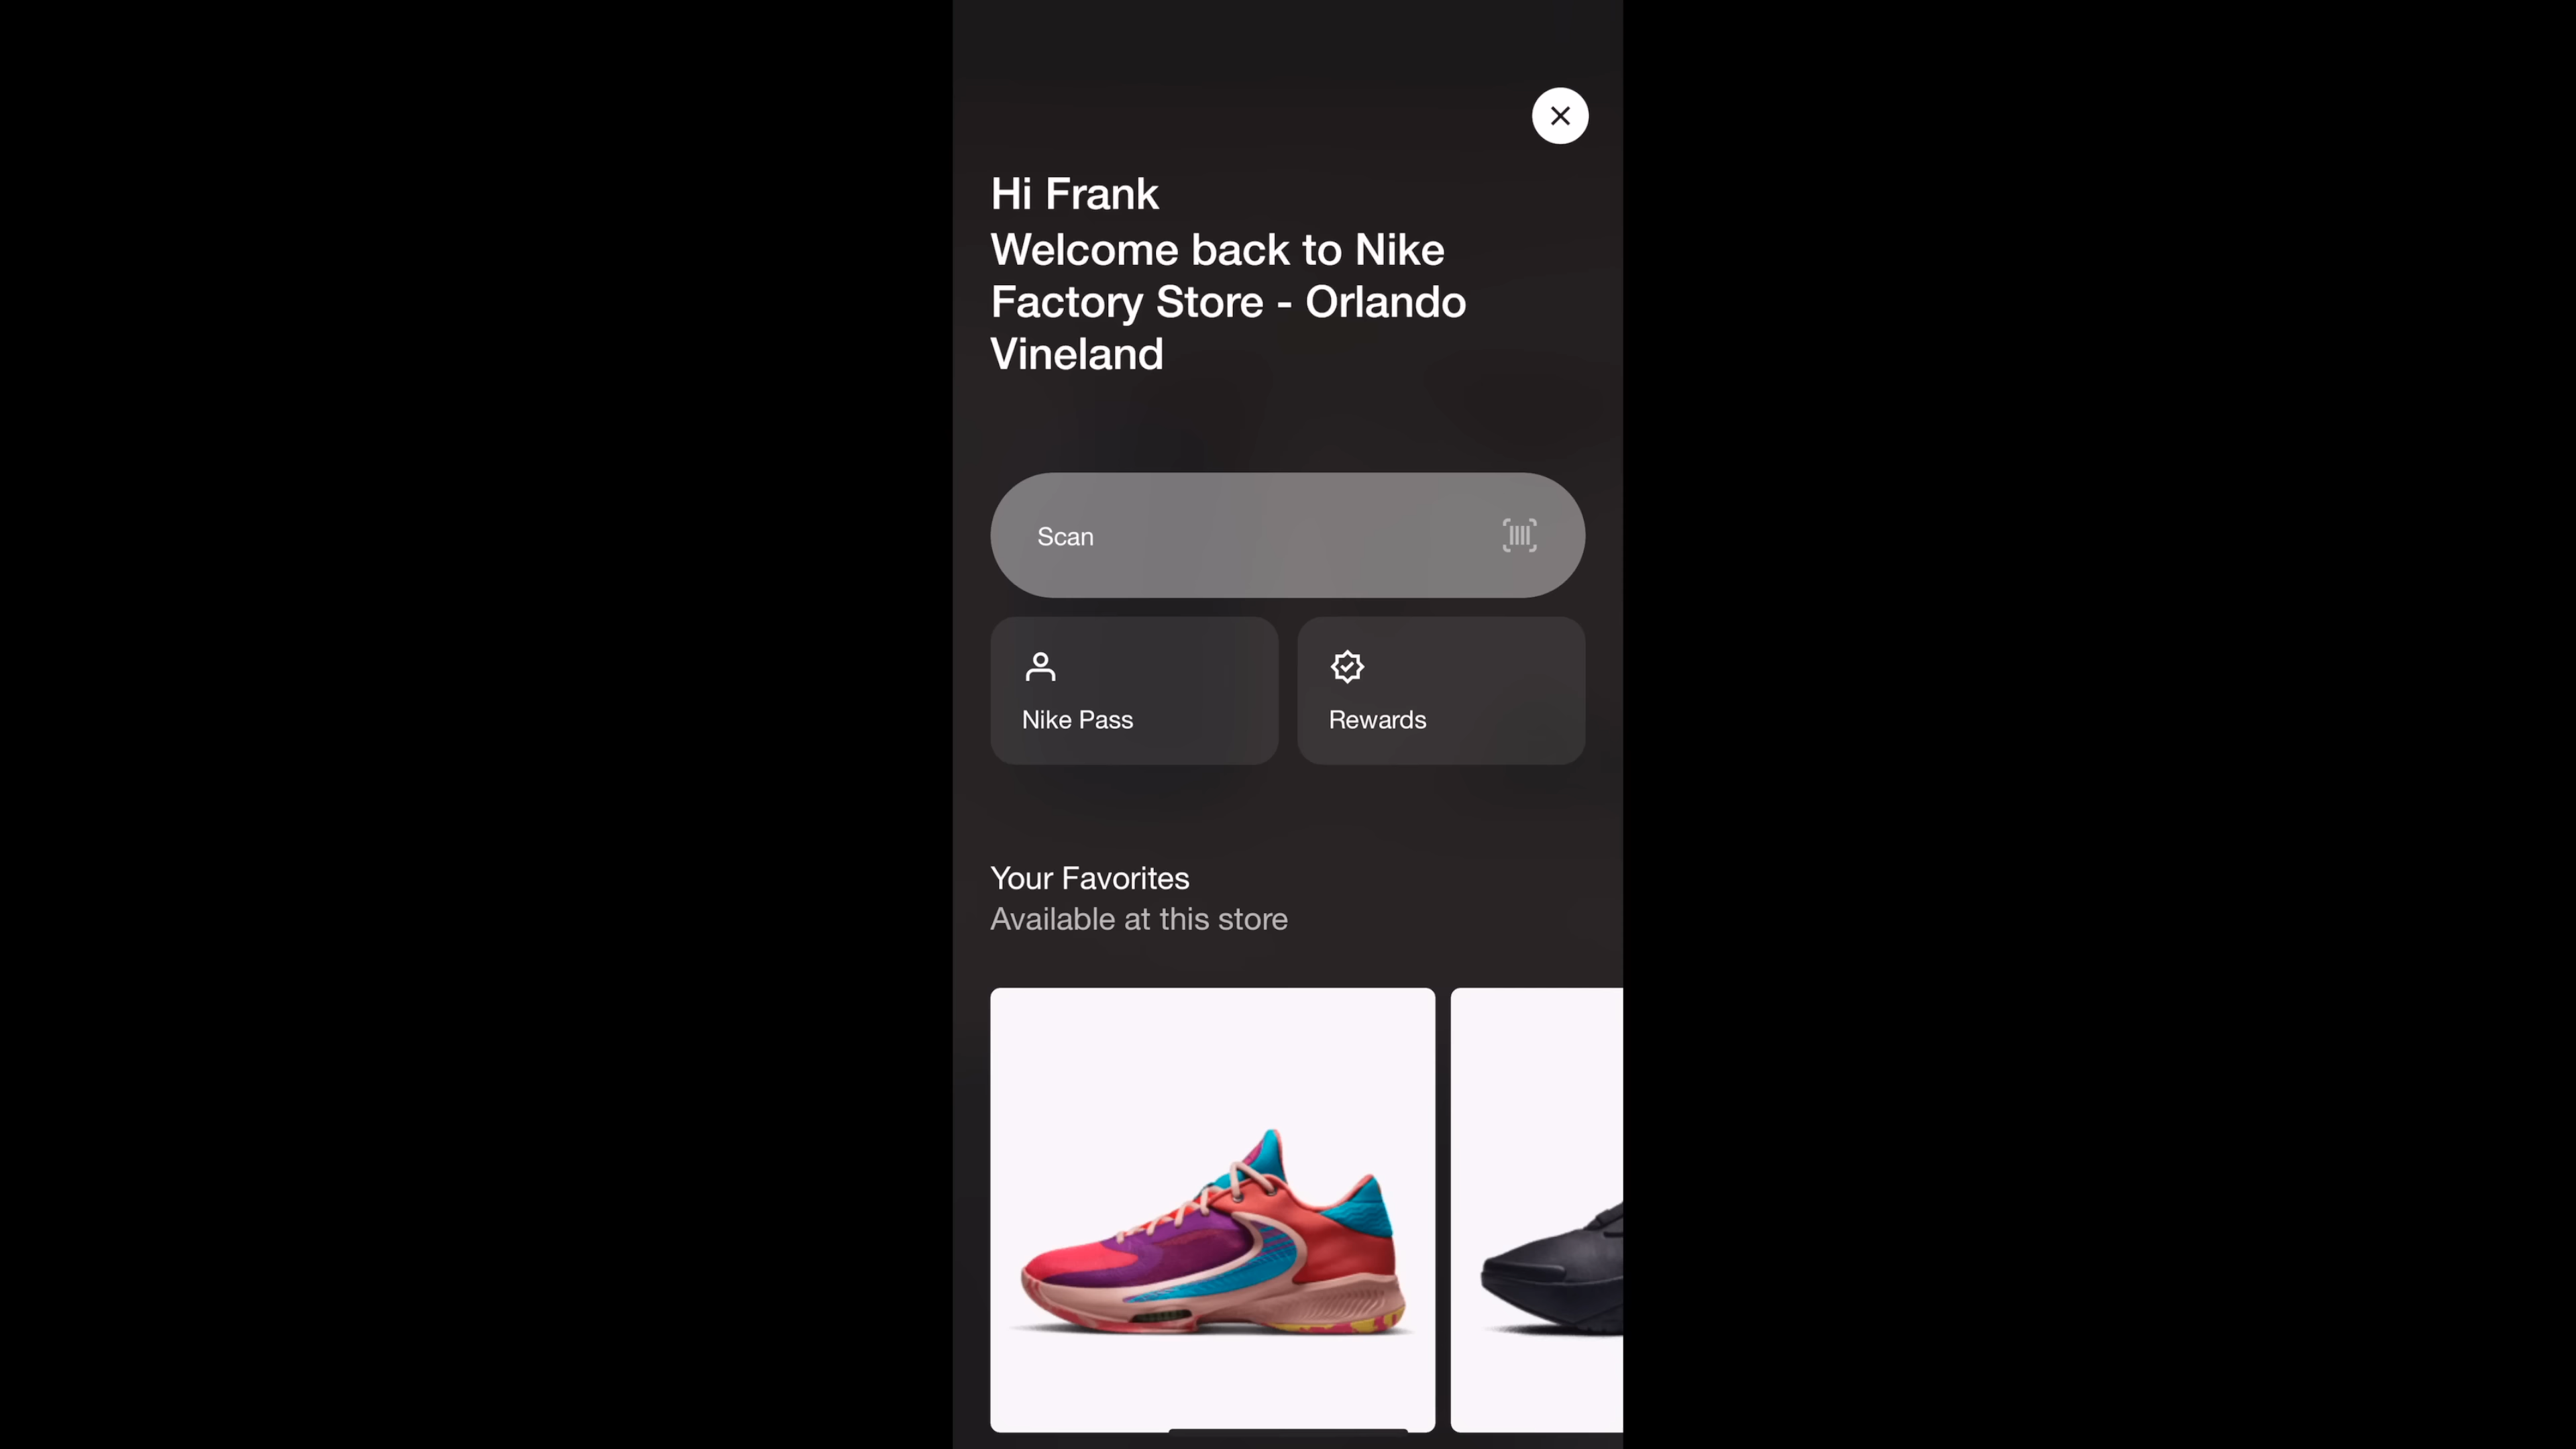 Hi Frank
Welcome back to Nike
Factory Store - Orlando
Vineland
Scan
Nike Pass
Rewards
Your Favorites
Available at this store